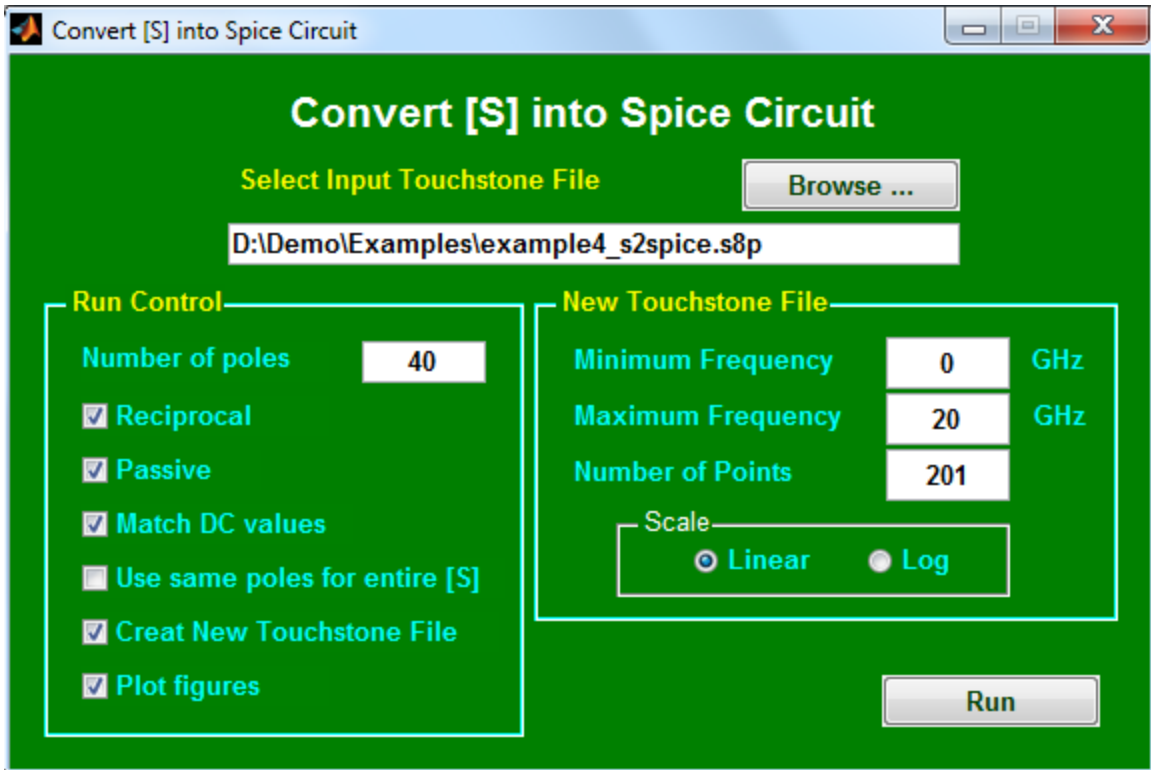 Convert [S] into Spice Circuit
Convert [S] into Spice Circuit
Select Input Touchstone File
Browse ...
D:\Demo\Examples\example4_s2spice.s8p
Run Control
Number of poles 40
Reciprocal
Passive
Match DC values
Use same poles for entire [S]
Creat New Touchstone File
Plot figures
New Touchstone File
Minimum Frequency 0 GHz
Maximum Frequency 20 GHz
Number of Points 201
Scale
Linear Log
Run